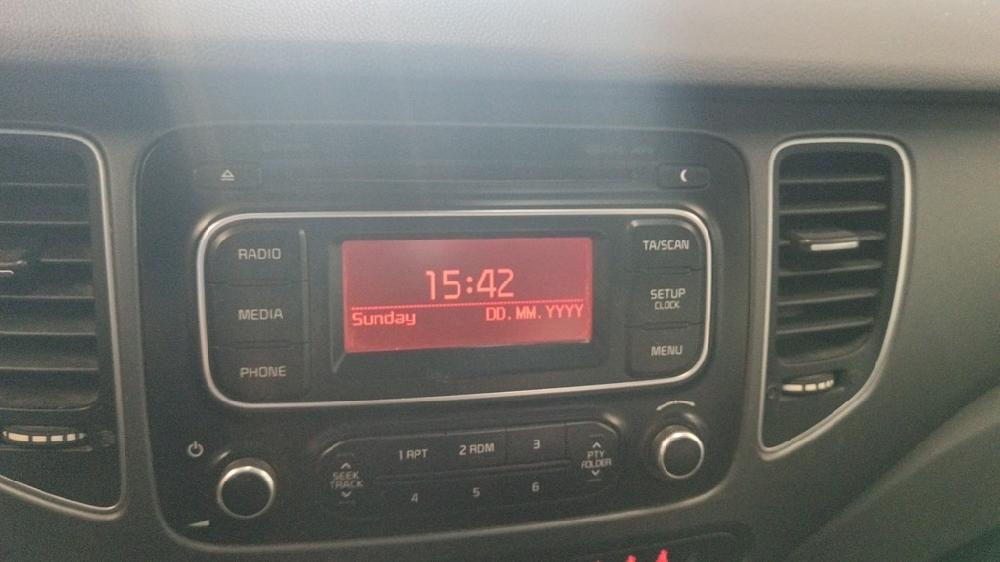 RADIO
MEDIA
PHONE
15:42
Sunday DD.MM.YYYY
TA/SCAN
SETUP
CLOCK
MENU
SEEK
TRACK
1 RPT 2 RDM 3
4 5 6
PTY
FOLDER